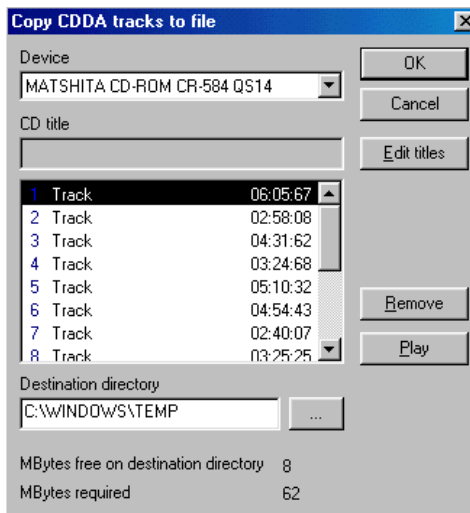 Copy CDDA tracks to file
Device
OK
MATSHITA CD-ROM CR-584 QS14
Cancel
CD title
Edit titles
1 Track 06:05:67
2 Track 02:58:08
3 Track 04:31:62
4 Track 03:24:68
5 Track 05:10:32
6 Track 04:54:43
Remove
7 Track 02:40:07
Play
8 Track 03:25:25
Destination directory
C:\WINDOWS\TEMP
...
MBytes free on destination directory 8
MBytes required 62